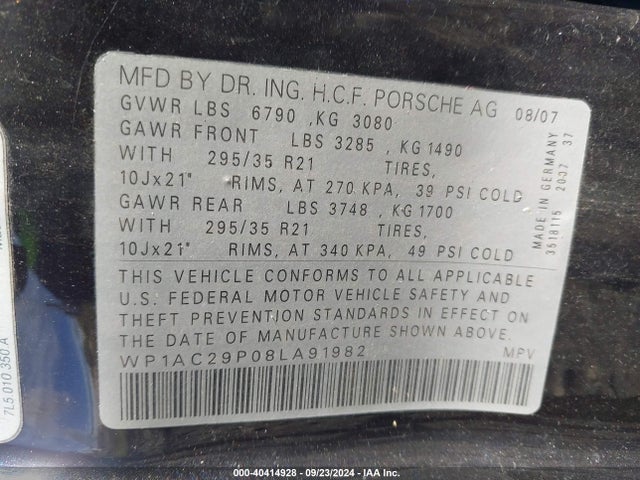 MFD BY DR. ING. H.C.F. PORSCHE AG 08/07
GVWR LBS 6790 , KG 3080
GAWR FRONT LBS 3285 , KG 1490
WITH 295/35 R21 TIRES,
10Jx21" RIMS, AT 270 KPA, 39 PSI COLD
GAWR REAR LBS 3748 , KG 1700
WITH 295/35 R21 TIRES,
10Jx21" RIMS, AT 340 KPA, 49 PSI COLD
THIS VEHICLE CONFORMS TO ALL APPLICABLE
U.S. FEDERAL MOTOR VEHICLE SAFETY AND
THEFT PREVENTION STANDARDS IN EFFECT ON
THE DATE OF MANUFACTURE SHOWN ABOVE.
WP1AC29P08LA91982 MPV
MADE IN GERMANY
3518115 2007 37
7L5 010 350 A
000-40414928 - 09/23/2024 - IAA Inc.